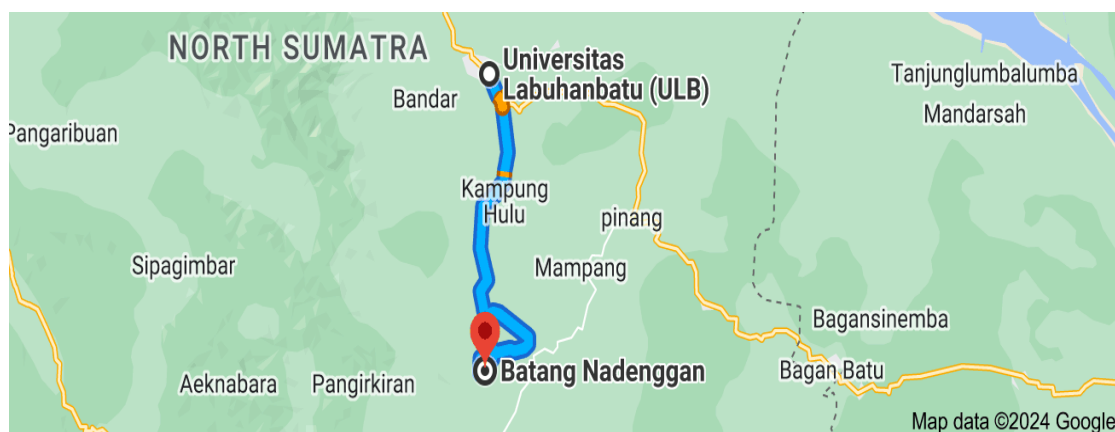 NORTH SUMATRA
Universitas
Labuhanbatu (ULB)
Bandar
Tanjunglumbalumba
Mandarsah
Pangaribuan
Kampung
Hulu
pinang
Sipagimbar
Mampang
Bagansinemba
Aeknabara
Pangirkiran
Batang Nadenggan
Bagan Batu
Map data ©2024 Google